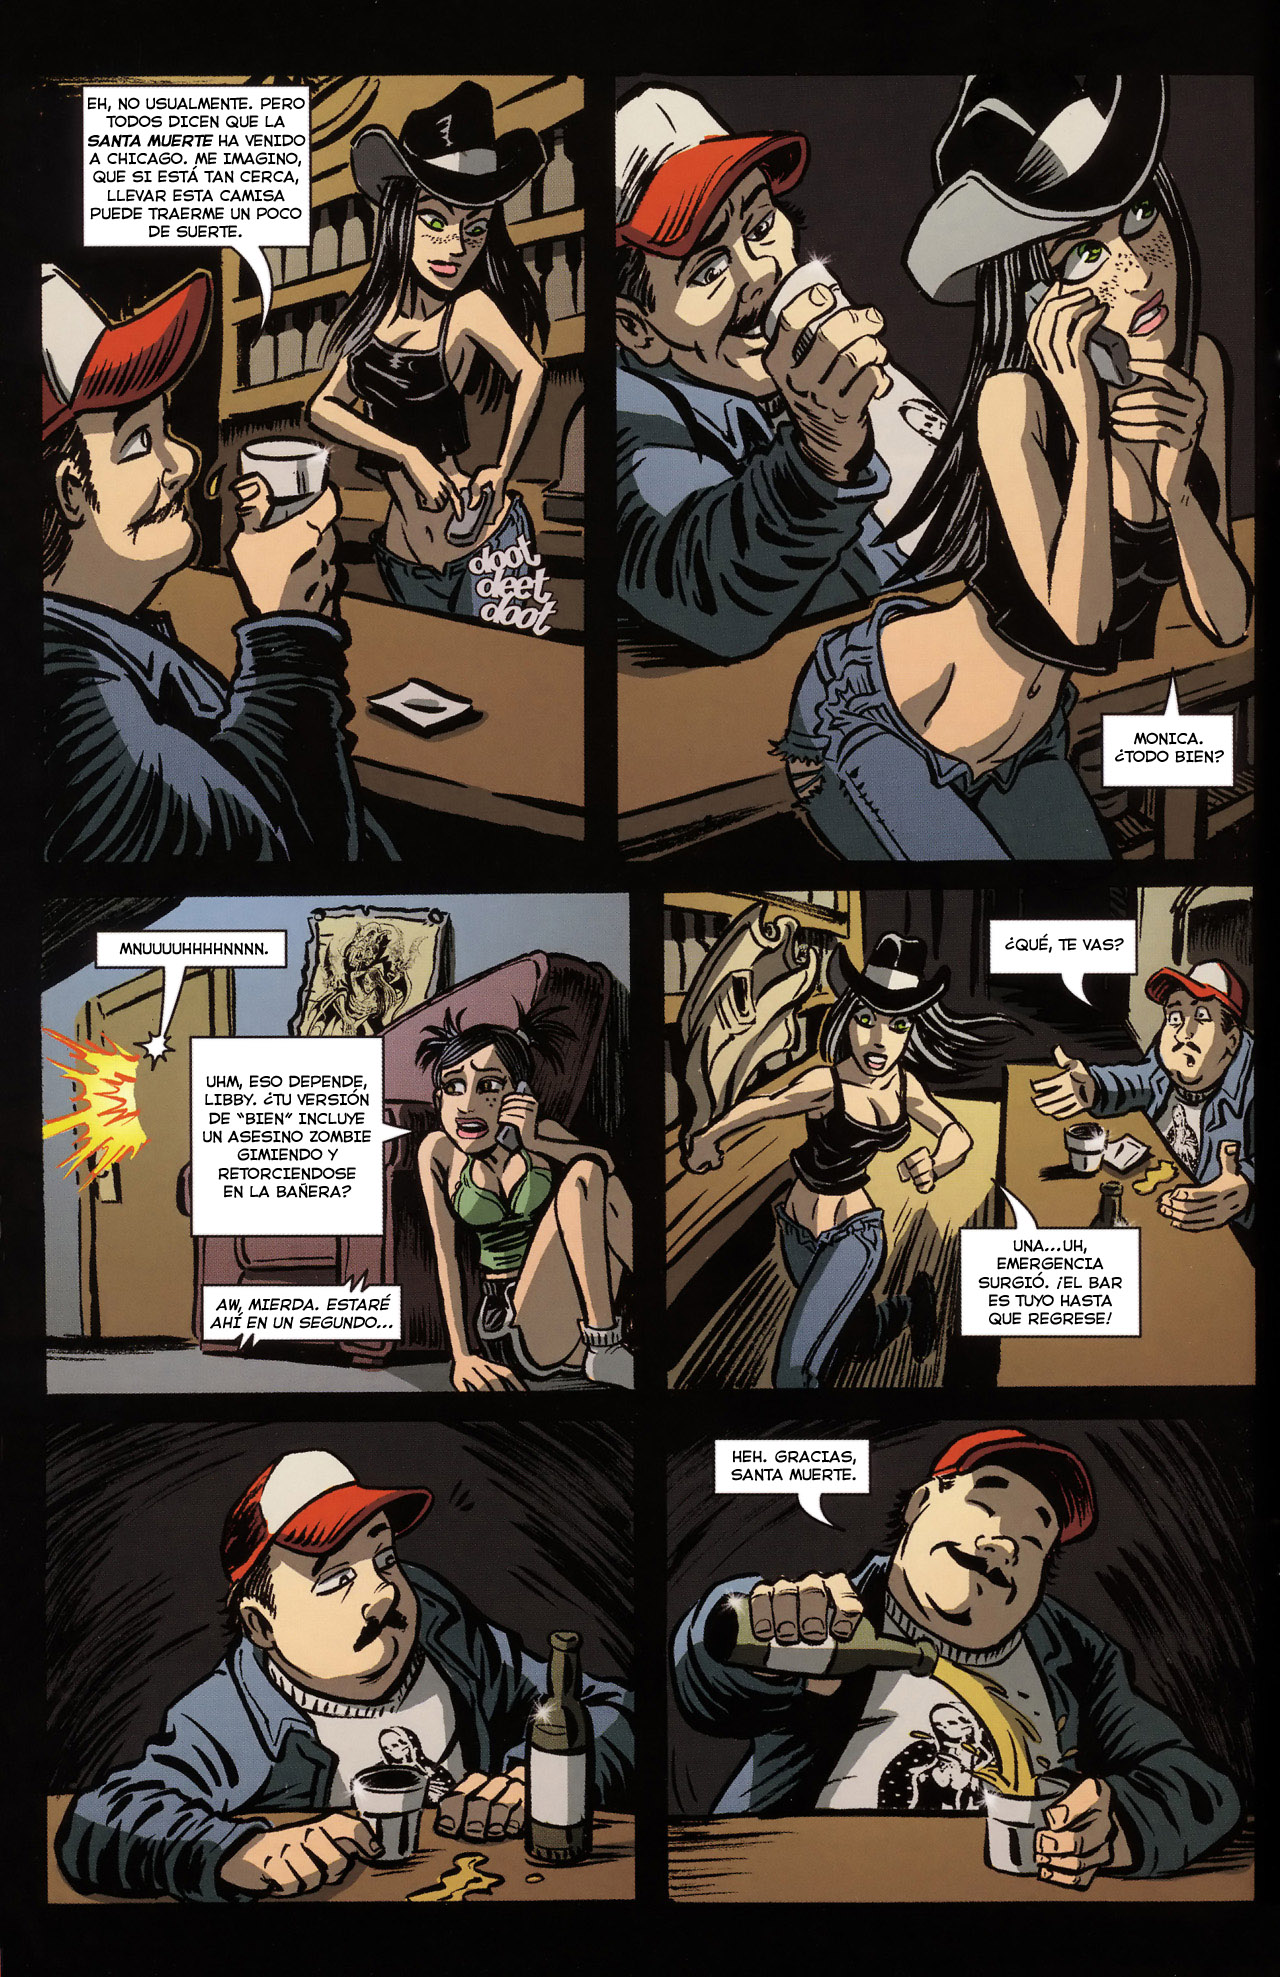 EH, NO USUALMENTE. PERO
TODOS DICEN QUE LA
SANTA MUERTE HA VENIDO
A CHICAGO. ME IMAGINO,
QUE SI ESTÁ TAN CERCA,
LLEVAR ESTA CAMISA
PUEDE TRAERME UN POCO
DE SUERTE.
doot
deet
doot
MONICA.
¿TODO BIEN?
MNUUUUHHHHNNNN.
UHM, ESO DEPENDE,
LIBBY. ¿TU VERSIÓN
DE "BIEN" INCLUYE
UN ASESINO ZOMBIE
GIMIENDO Y
RETORCIENDOSE
EN LA BAÑERA?
AW, MIERDA. ESTARÉ
AHÍ EN UN SEGUNDO...
¿QUÉ, TE VAS?
UNA...UH,
EMERGENCIA
SURGIÓ. ¡EL BAR
ES TUYO HASTA
QUE REGRESE!
HEH. GRACIAS,
SANTA MUERTE.